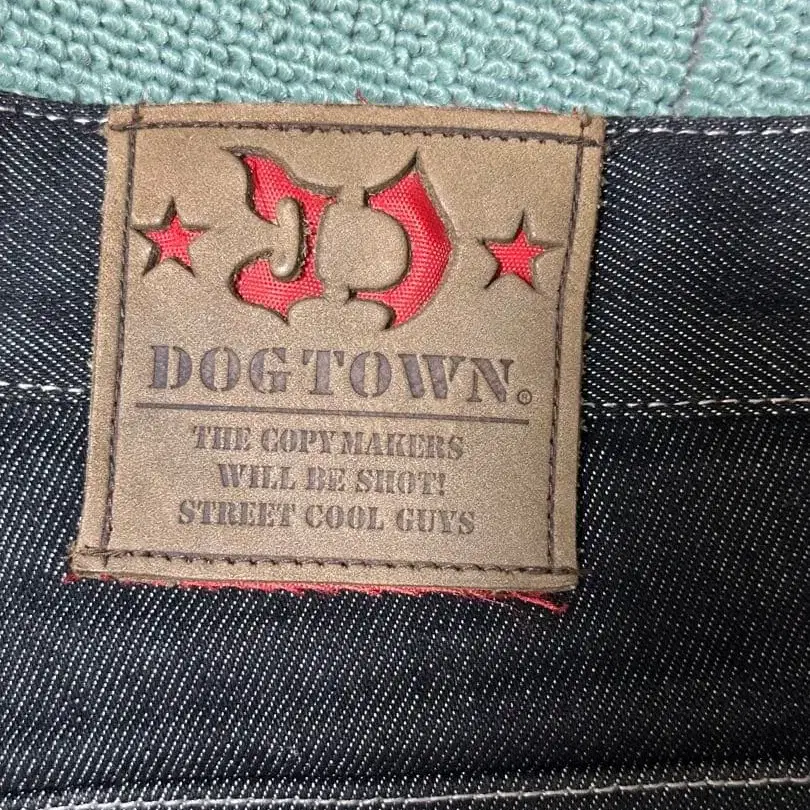 D
DOGTOWN®
THE COPYMAKERS
WILL BE SHOT!
STREET COOL GUYS